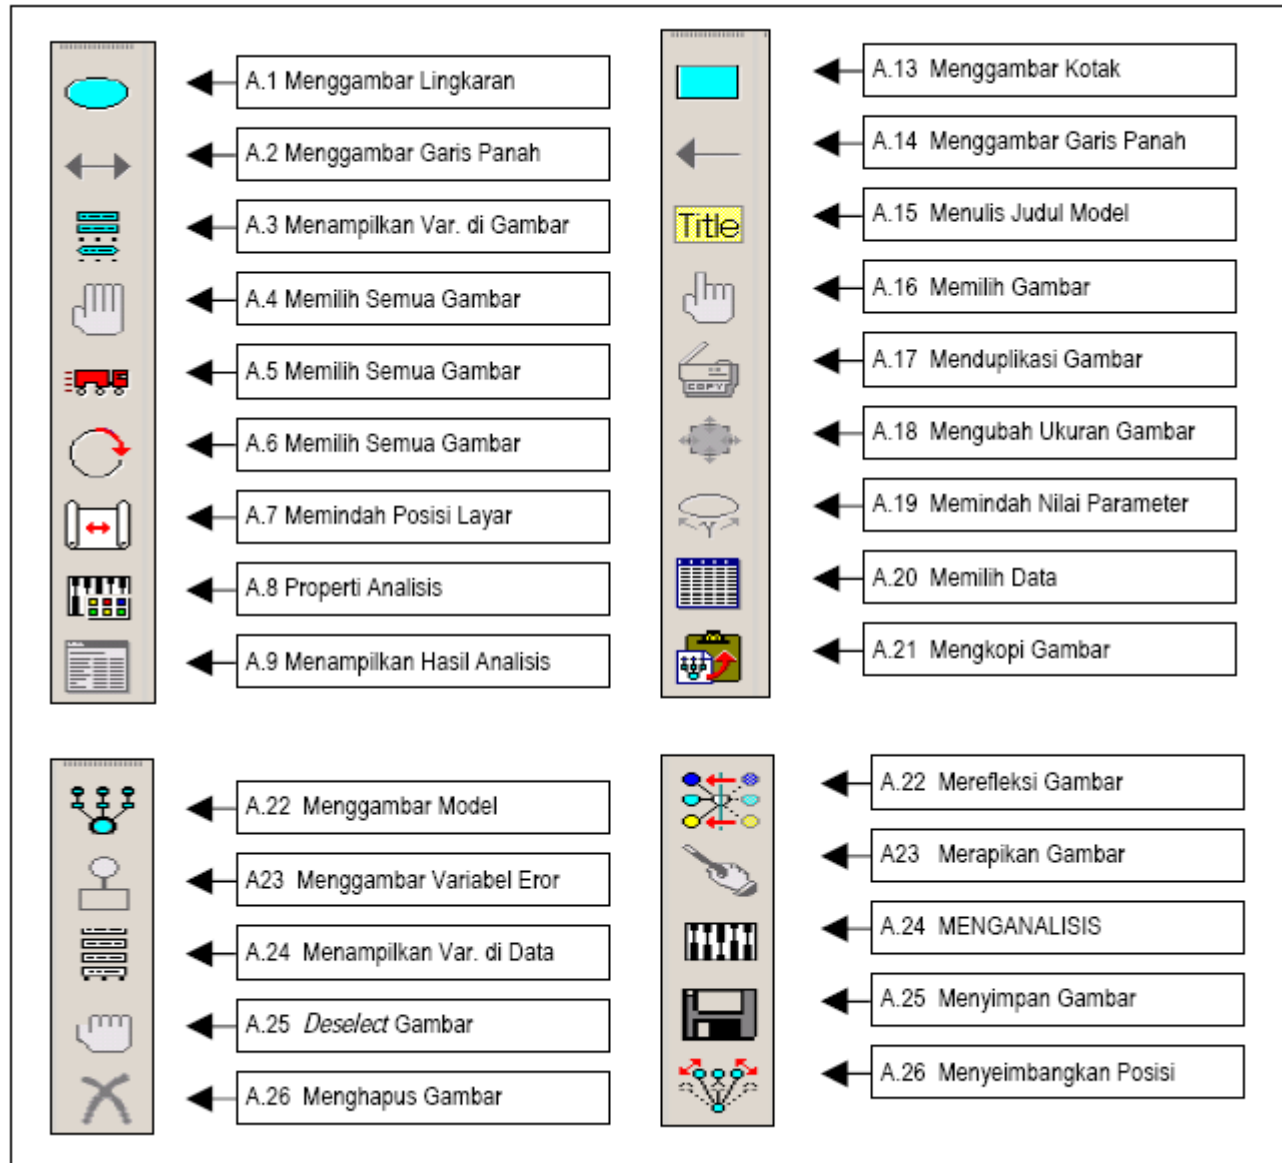 A.1 Menggambar Lingkaran
A.2 Menggambar Garis Panah
A.3 Menampilkan Var. di Gambar
A.4 Memilih Semua Gambar
A.5 Memilih Semua Gambar
A.6 Memilih Semua Gambar
A.7 Memindah Posisi Layar
A.8 Properti Analisis
A.9 Menampilkan Hasil Analisis
A.13 Menggambar Kotak
A.14 Menggambar Garis Panah
Title
A.15 Menulis Judul Model
A.16 Memilih Gambar
COPY
A.17 Menduplikasi Gambar
A.18 Mengubah Ukuran Gambar
γ
A.19 Memindah Nilai Parameter
A.20 Memilih Data
A.21 Mengkopi Gambar
A.22 Menggambar Model
A23 Menggambar Variabel Eror
A.24 Menampilkan Var. di Data
A.25 Deselect Gambar
A.26 Menghapus Gambar
A.22 Merefleksi Gambar
A23 Merapikan Gambar
A.24 MENGANALISIS
A.25 Menyimpan Gambar
A.26 Menyeimbangkan Posisi